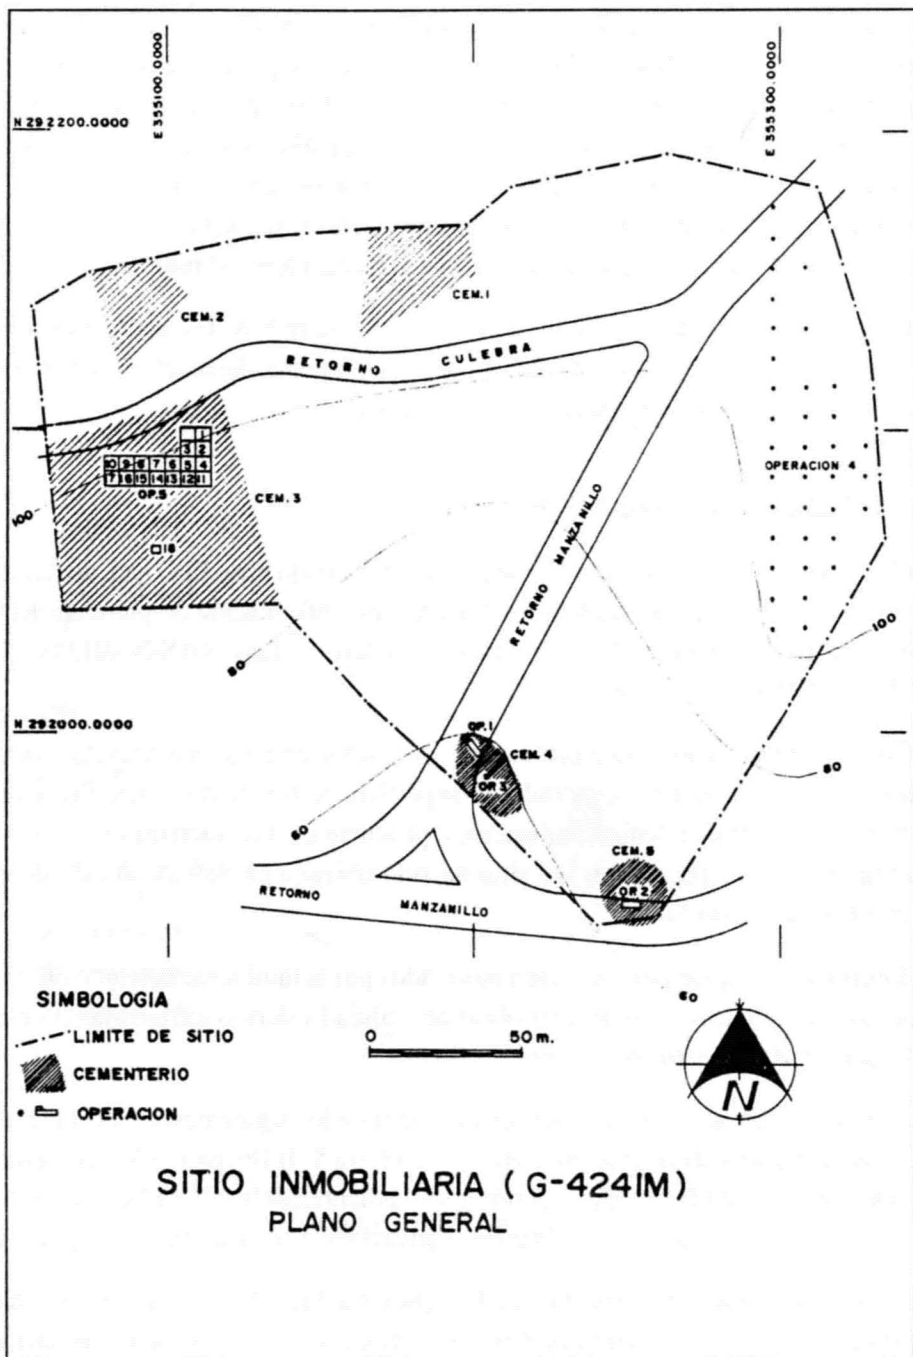 E 355100.0000
E 355300.0000
N 292200.0000
CEM.1
CEM.2
RETORNO CULEBRA
1
3 2
10 9 8 7 6 5 4
17 16 15 14 13 12 11
OP.5
CEM.3
OPERACION 4
100
18
RETORNO MANZANILLO
100
80
N 292000.0000
OP.1
CEM.4
80
OP.3
60
CEM.5
OP.2
RETORNO MANZANILLO
60
SIMBOLOGIA
LIMITE DE SITIO
0 50 m.
CEMENTERIO
OPERACION
N
SITIO INMOBILIARIA (G-424IM)
PLANO GENERAL